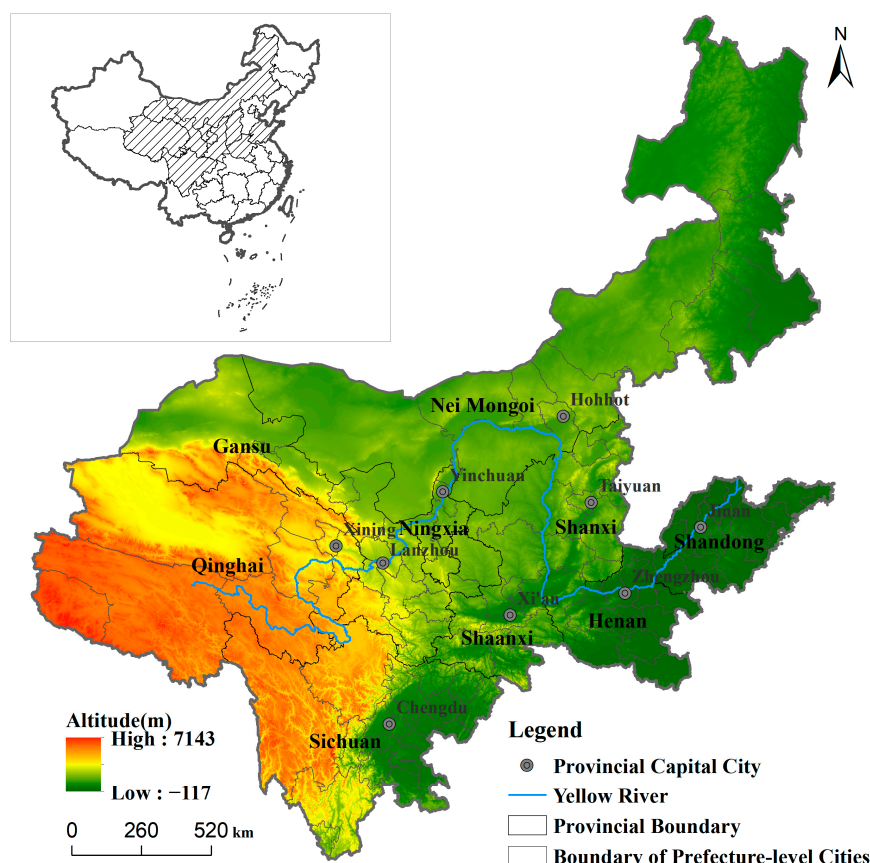 N
Nei Mongoi
Hohhot
Gansu
Yinchuan
Taiyuan
Jinan
Xining
Ningxia
Shanxi
Shandong
Lanzhou
Qinghai
Zhengzhou
Xi'an
Henan
Shaanxi
Chengdu
Sichuan
Altitude(m)
High : 7143
Low : −117
0 260 520 km
Legend
Provincial Capital City
Yellow River
Provincial Boundary
Boundary of Prefecture-level Cities